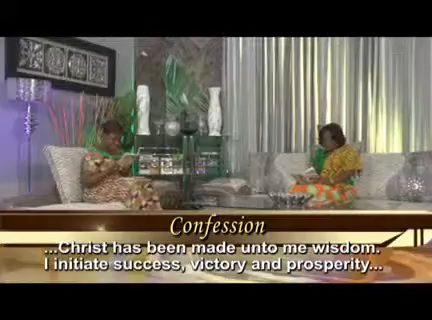 Confession
...Christ has been made unto me wisdom.
I initiate success, victory and prosperity...